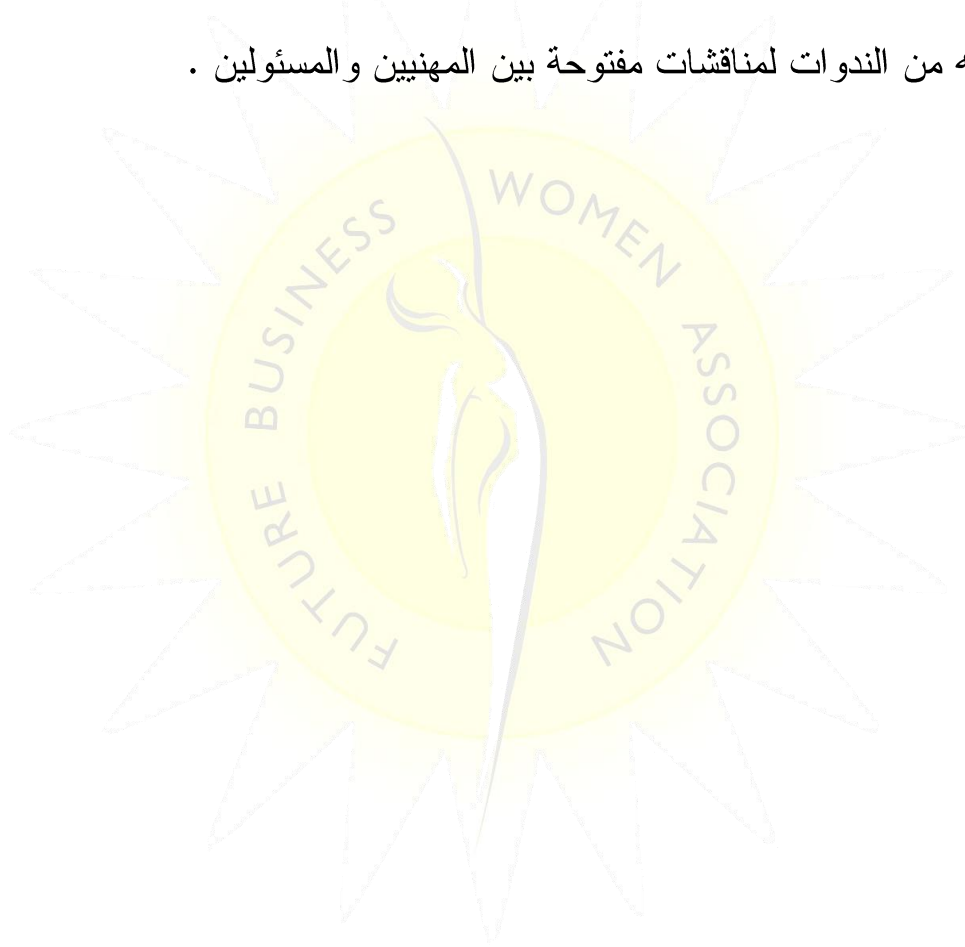 من الندوات لمناقشات مفتوحة بين المهنيين والمسئولين .
FUTURE BUSINESS WOMEN ASSOCIATION